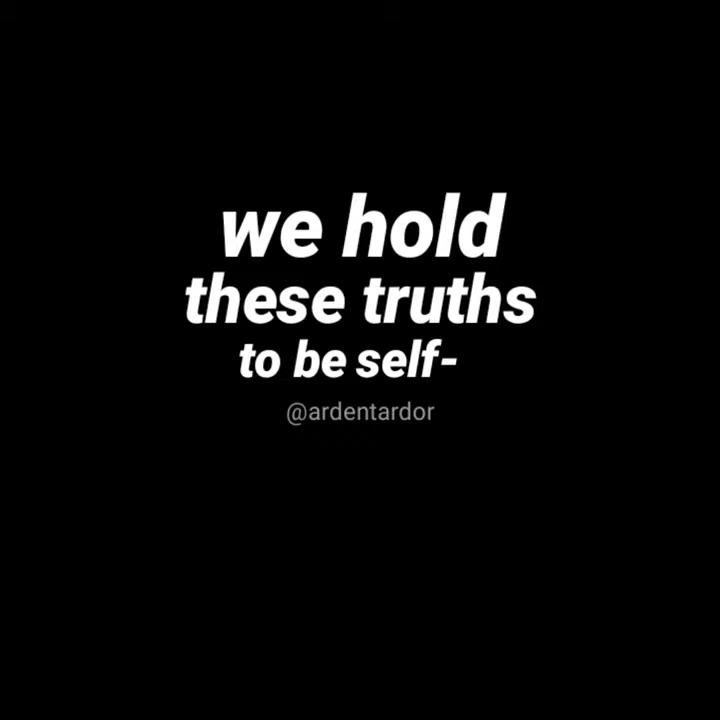 we hold
these truths
to be self-
@ardentardor